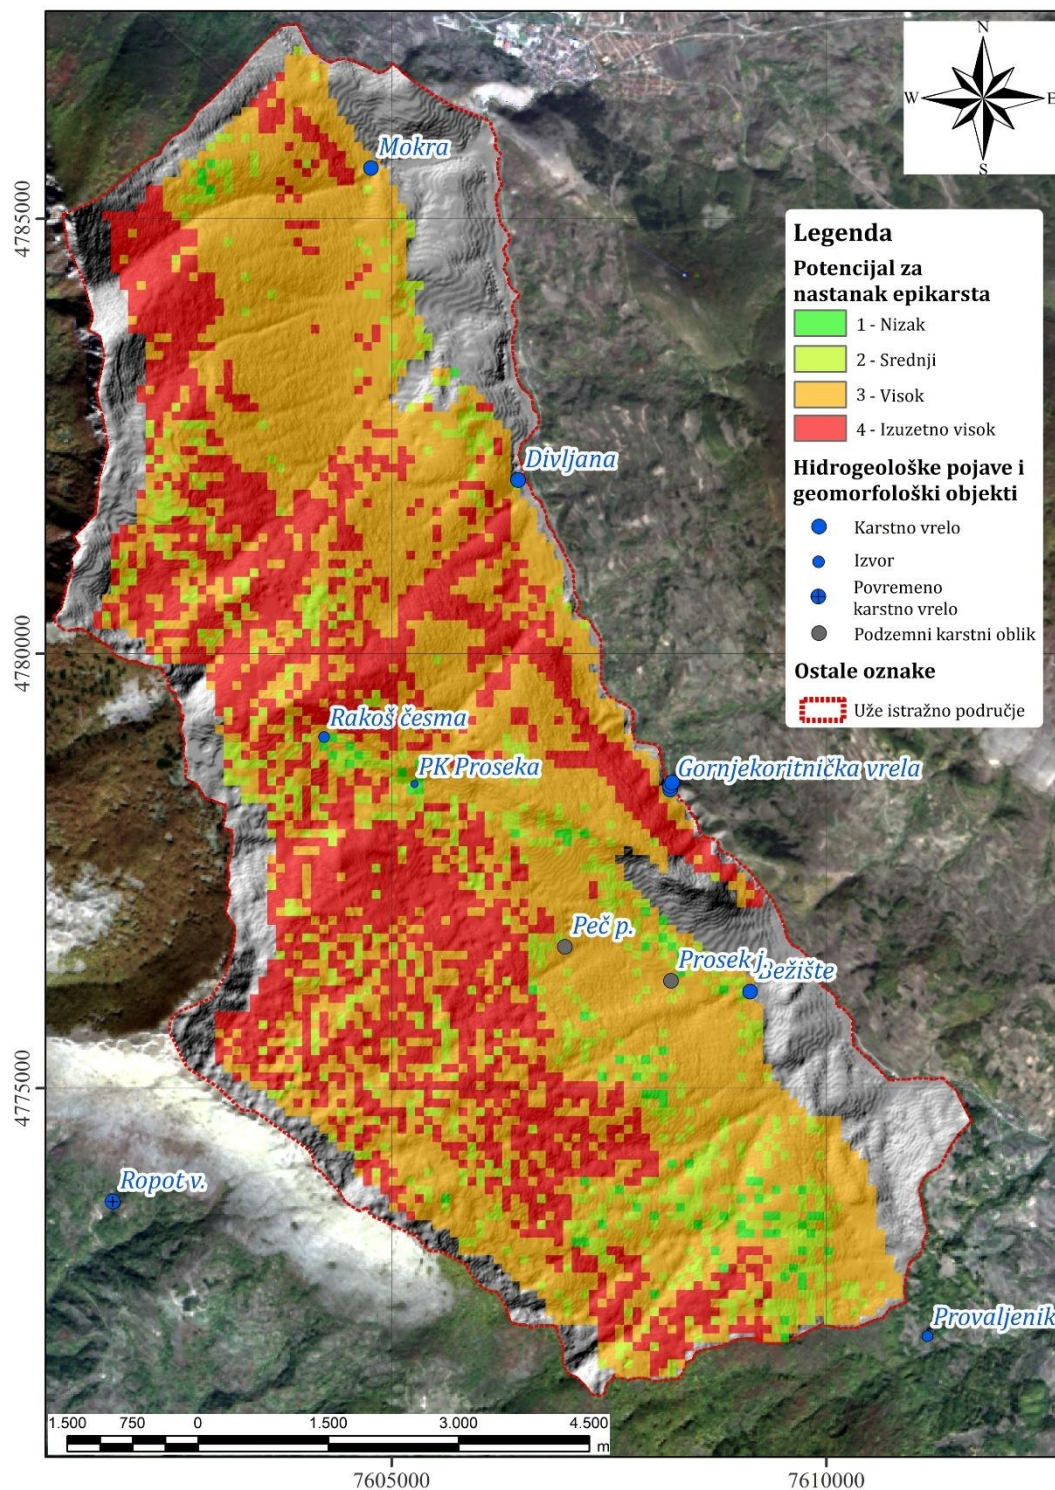 N
W
E
S
Mokra
4785000
Legenda
Potencijal za
nastanak epikarsta
1 - Nizak
2 - Srednji
3 - Visok
4 - Izuzetno visok
Hidrogeološke pojave i
geomorfološki objekti
Karstno vrelo
Izvor
Povremeno
karstno vrelo
Podzemni karstni oblik
Ostale oznake
Uže istražno područje
Divljana
4780000
Rakoš česma
PK Proseka
Gornjekoritnička vrela
Peč p.
Prosek j.
Bežište
4775000
Ropot v.
Provaljenik
1.500 750 0 1.500 3.000 4.500
m
7605000 7610000